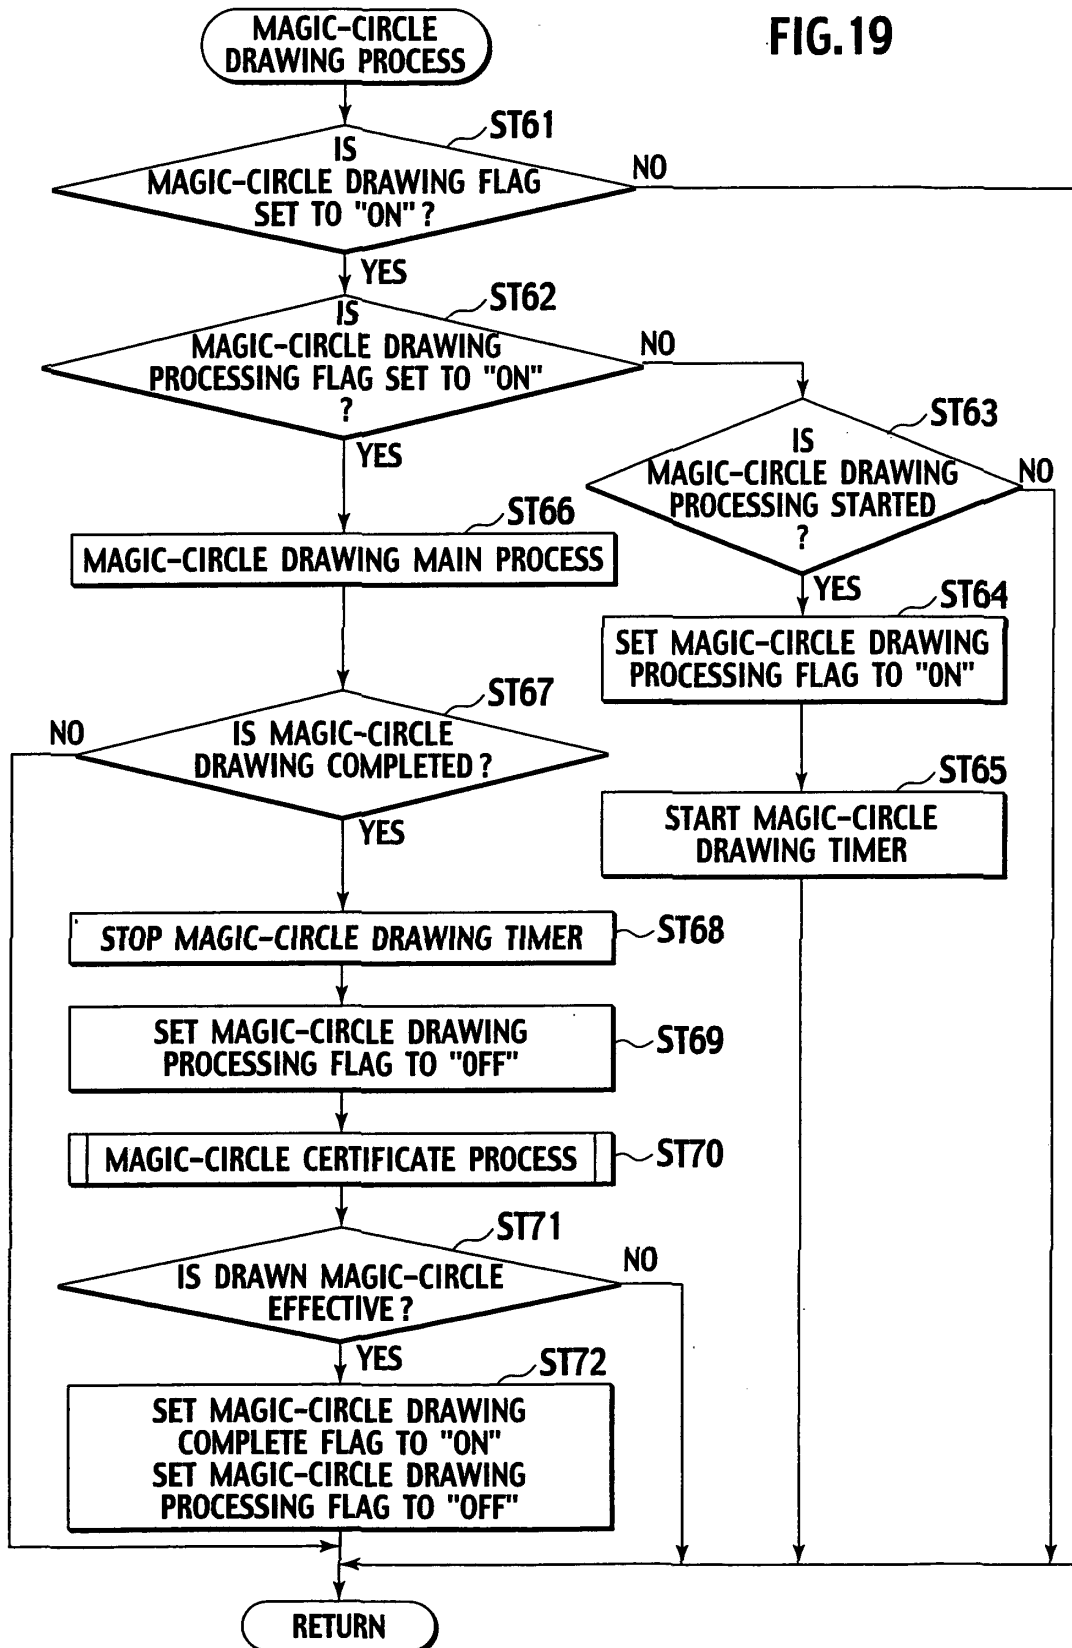 FIG.19
MAGIC-CIRCLE
DRAWING PROCESS
ST61
IS
MAGIC-CIRCLE DRAWING FLAG
SET TO "ON"?
NO
YES
ST62
IS
MAGIC-CIRCLE DRAWING
PROCESSING FLAG SET TO "ON"
?
NO
YES
ST63
IS
MAGIC-CIRCLE DRAWING
PROCESSING STARTED
?
NO
YES
ST64
SET MAGIC-CIRCLE DRAWING
PROCESSING FLAG TO "ON"
ST65
START MAGIC-CIRCLE
DRAWING TIMER
ST66
MAGIC-CIRCLE DRAWING MAIN PROCESS
ST67
IS MAGIC-CIRCLE
DRAWING COMPLETED?
NO
YES
STOP MAGIC-CIRCLE DRAWING TIMER
ST68
SET MAGIC-CIRCLE DRAWING
PROCESSING FLAG TO "OFF"
ST69
MAGIC-CIRCLE CERTIFICATE PROCESS
ST70
ST71
IS DRAWN MAGIC-CIRCLE
EFFECTIVE?
NO
YES
ST72
SET MAGIC-CIRCLE DRAWING
COMPLETE FLAG TO "ON"
SET MAGIC-CIRCLE DRAWING
PROCESSING FLAG TO "OFF"
RETURN